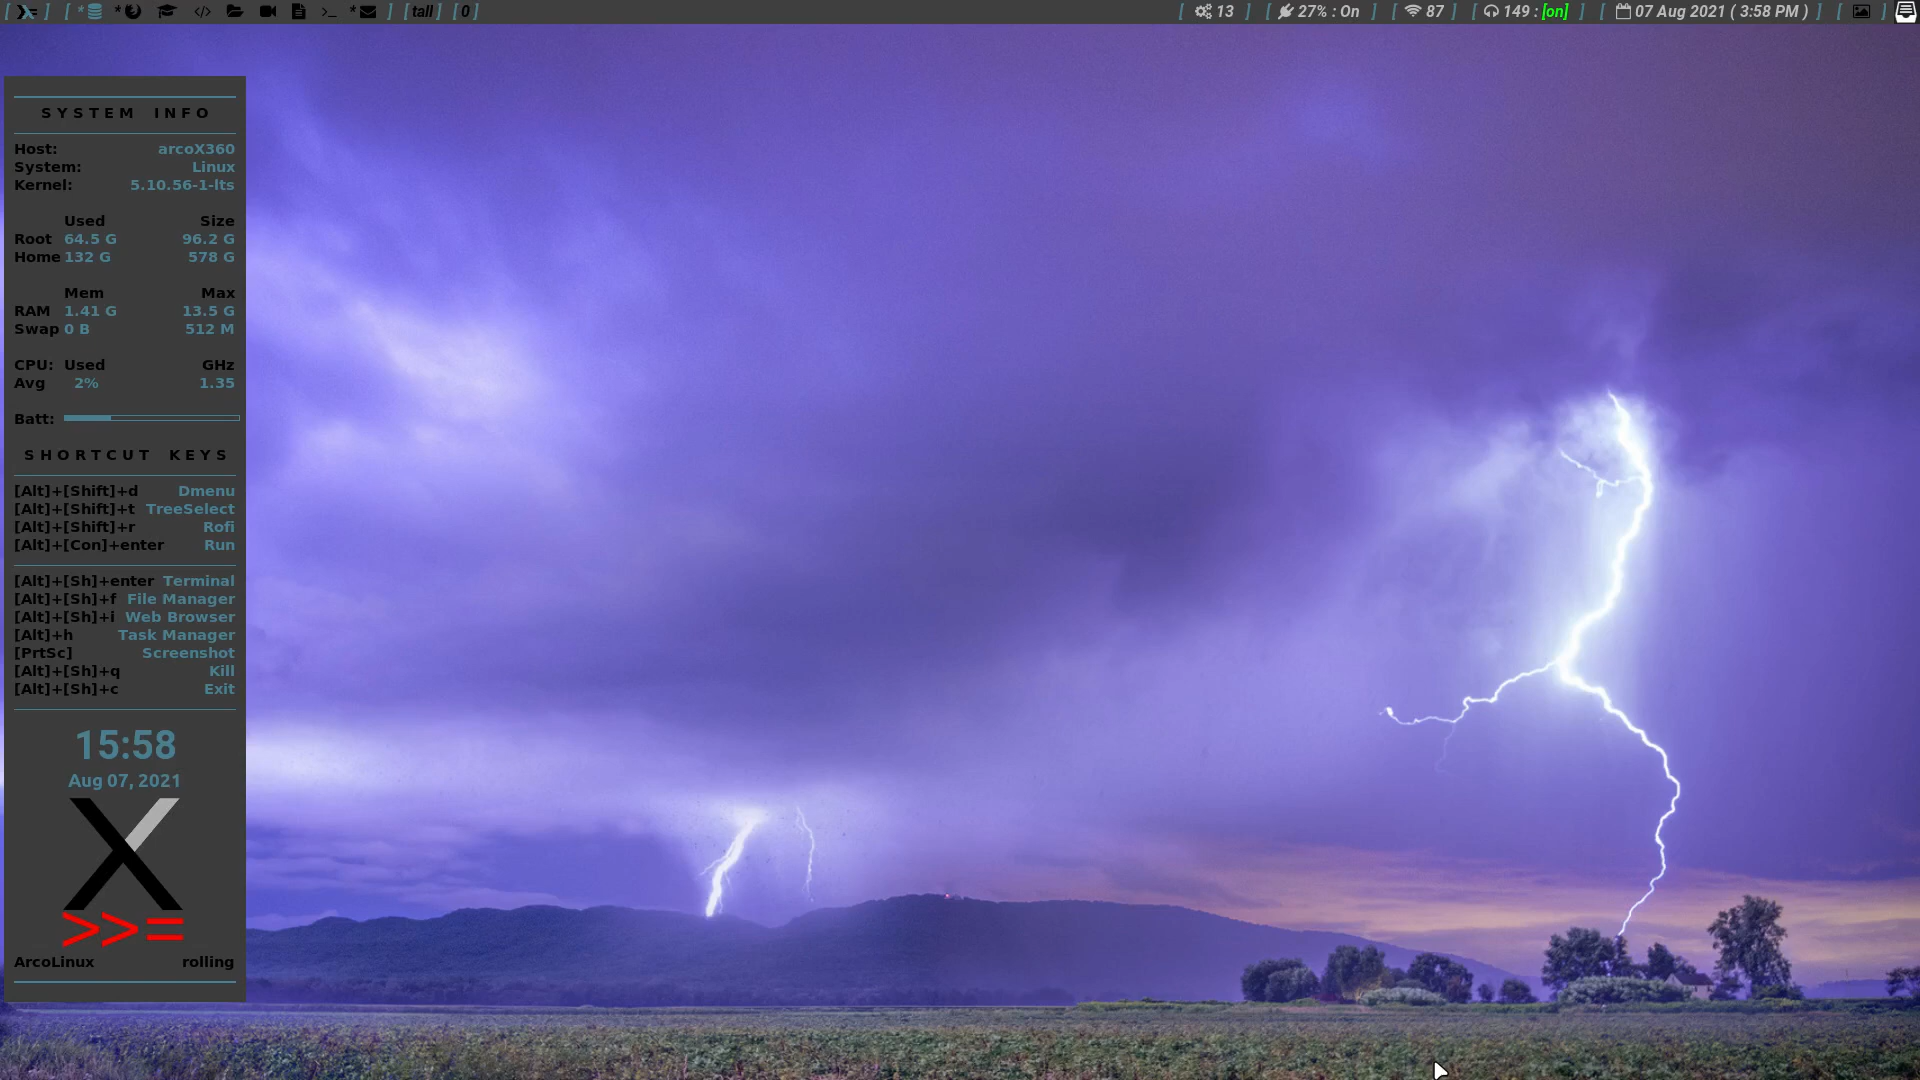 [ ] [ * * </> >_ * ] [ tall ] [ 0 ] [ 13 ] [ 27% : On ] [ 87 ] [ 149 : [on] ] [ 07 Aug 2021 ( 3:58 PM ) ] [ ]
SYSTEM INFO
Host: arcoX360
System: Linux
Kernel: 5.10.56-1-lts
Used Size
Root 64.5 G 96.2 G
Home 132 G 578 G
Mem Max
RAM 1.41 G 13.5 G
Swap 0 B 512 M
CPU: Used GHz
Avg 2% 1.35
Batt:
SHORTCUT KEYS
[Alt]+[Shift]+d Dmenu
[Alt]+[Shift]+t TreeSelect
[Alt]+[Shift]+r Rofi
[Alt]+[Con]+enter Run
[Alt]+[Sh]+enter Terminal
[Alt]+[Sh]+f File Manager
[Alt]+[Sh]+i Web Browser
[Alt]+h Task Manager
[PrtSc] Screenshot
[Alt]+[Sh]+q Kill
[Alt]+[Sh]+c Exit
15:58
Aug 07, 2021
X
>>=
ArcoLinux rolling